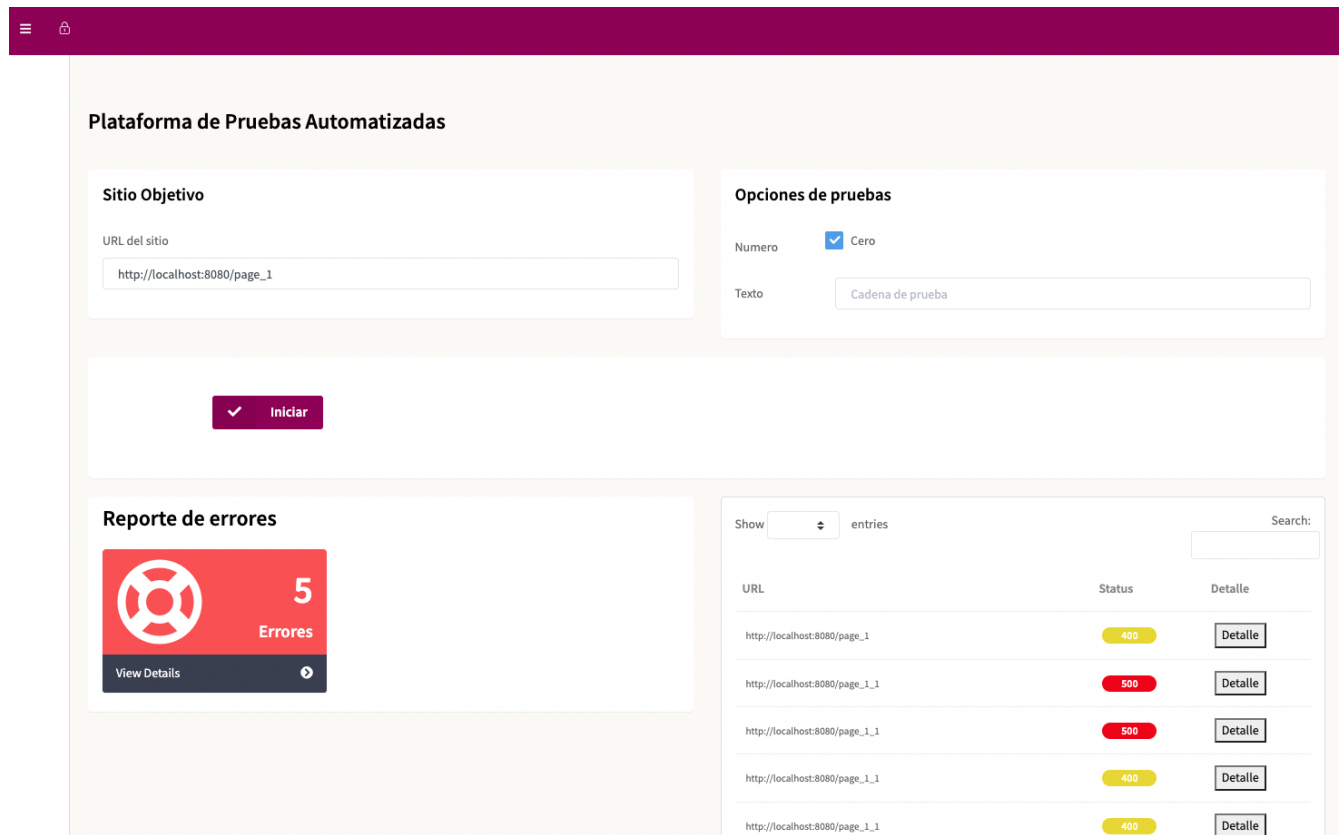 Plataforma de Pruebas Automatizadas
Sitio Objetivo
URL del sitio
http://localhost:8080/page_1
Opciones de pruebas
Numero Cero
Texto Cadena de prueba
Iniciar
Reporte de errores
5
Errores
View Details
Show entries
Search:
URL Status Detalle
http://localhost:8080/page_1 400 Detalle
http://localhost:8080/page_1_1 500 Detalle
http://localhost:8080/page_1_1 500 Detalle
http://localhost:8080/page_1_1 400 Detalle
http://localhost:8080/page_1_1 400 Detalle